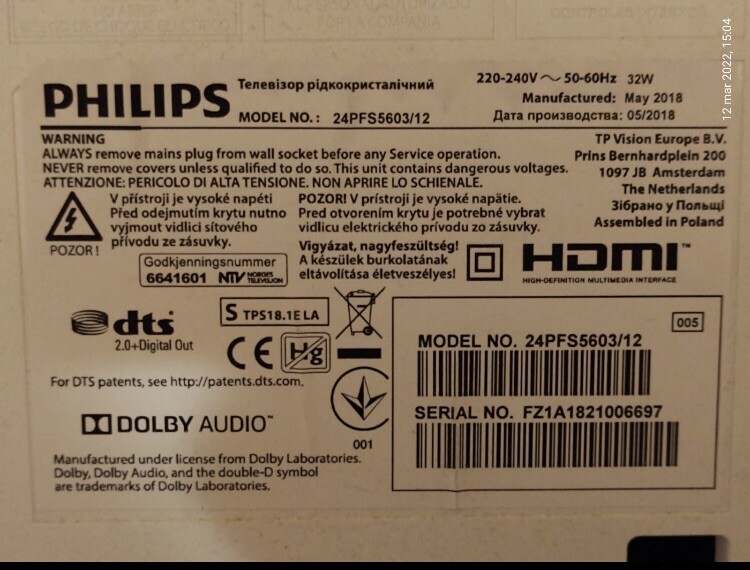 12 mar 2022, 15:04
PHILIPS
Телевізор рідкокристалічний
MODEL NO.: 24PFS5603/12
220-240V ~ 50-60Hz 32W
Manufactured: May 2018
Дата производства: 05/2018
WARNING
ALWAYS remove mains plug from wall socket before any Service operation.
NEVER remove covers unless qualified to do so. This unit contains dangerous voltages.
ATTENZIONE: PERICOLO DI ALTA TENSIONE. NON APRIRE LO SCHIENALE.
TP Vision Europe B.V.
Prins Bernhardplein 200
1097 JB Amsterdam
The Netherlands
Зібрано у Польщі
Assembled in Poland
POZOR!
V přístroji je vysoké napětí
Před odejmutím krytu nutno
vyjmout vidlici síťového
přívodu ze zásuvky.
POZOR! V prístroji je vysoké napätie.
Pred otvorením krytu je potrebné vybrat
vidlicu elektrického prívodu zo zásuvky.
Vigyázat, nagyfeszültség!
A készülek burkolatának
eltávolítása életveszélyes!
HDMI™
HIGH-DEFINITION MULTIMEDIA INTERFACE
Godkjenningsnummer
6641601 NTV NORGES TELEVISJON
dts
2.0+Digital Out
S TPS18.1E LA
CE
Hg
For DTS patents, see http://patents.dts.com.
001
DOLBY AUDIO™
Manufactured under license from Dolby Laboratories.
Dolby, Dolby Audio, and the double-D symbol
are trademarks of Dolby Laboratories.
005
MODEL NO. 24PFS5603/12
SERIAL NO. FZ1A1821006697